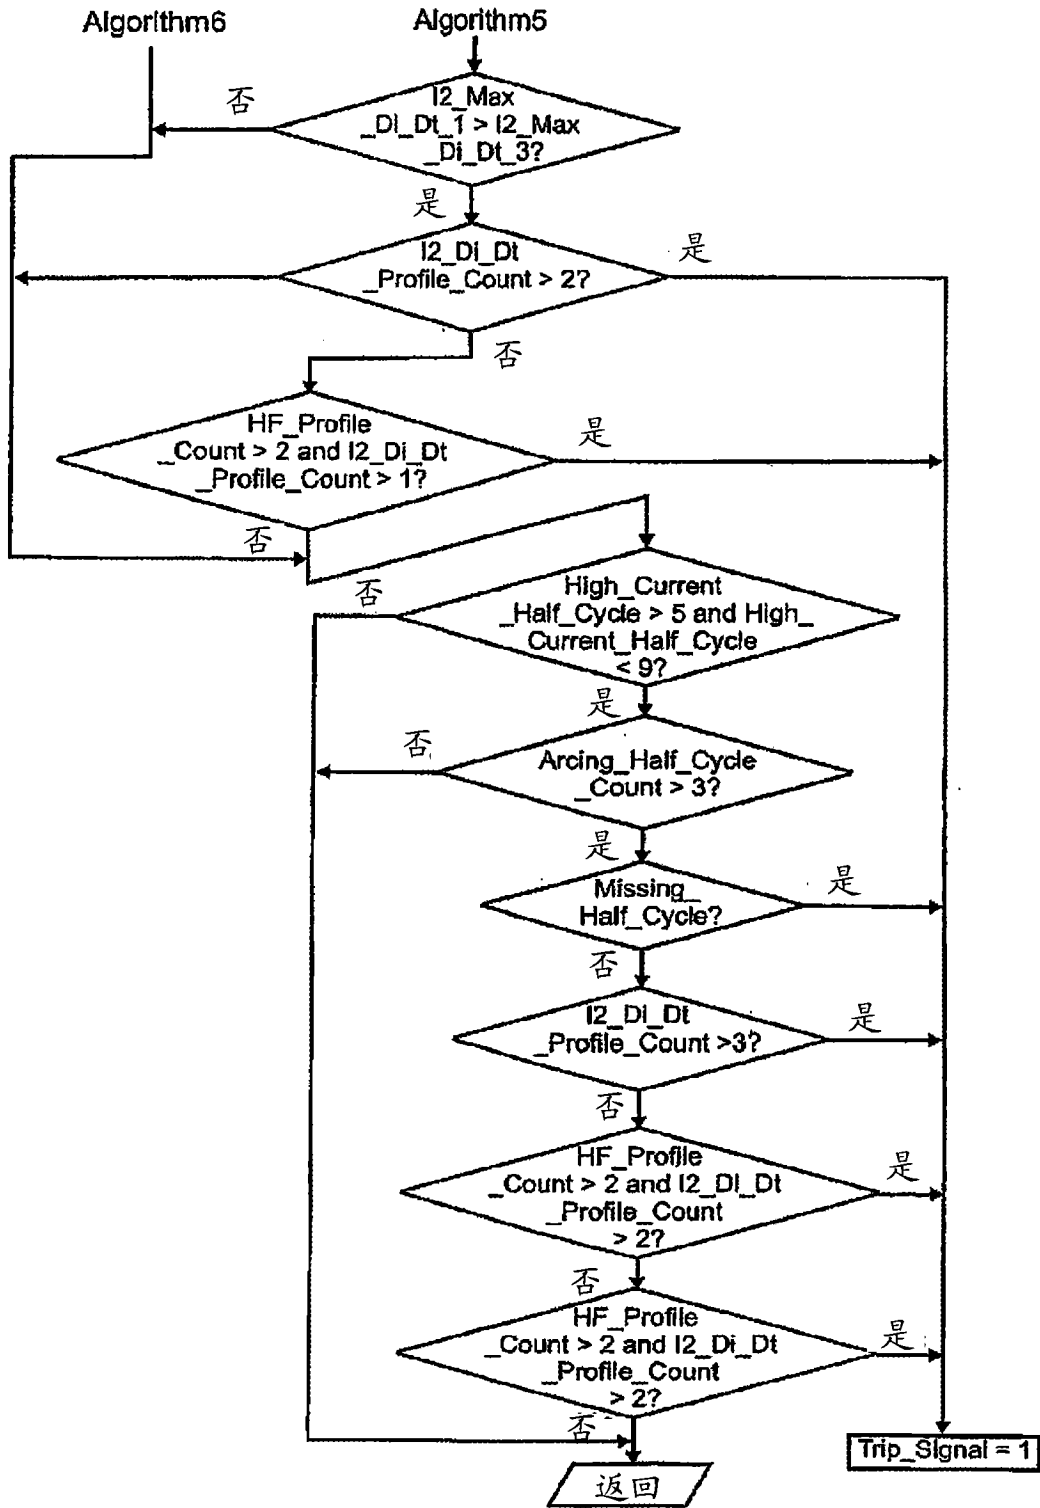 Algorithm6
Algorithm5
否
I2_Max
_Di_Dt_1 > I2_Max
_Di_Dt_3?
是
I2_Di_Dt
_Profile_Count > 2?
是
否
HF_Profile
_Count > 2 and I2_Di_Dt
_Profile_Count > 1?
是
否
否
High_Current
_Half_Cycle > 5 and High_
Current_Half_Cycle
< 9?
是
否
Arcing_Half_Cycle
_Count > 3?
是
Missing_
Half_Cycle?
是
否
I2_Di_Dt
_Profile_Count >3?
是
否
HF_Profile
_Count > 2 and I2_Di_Dt
_Profile_Count
> 2?
是
否
HF_Profile
_Count > 2 and I2_Di_Dt
_Profile_Count
> 2?
是
否
Trip_Signal = 1
返回